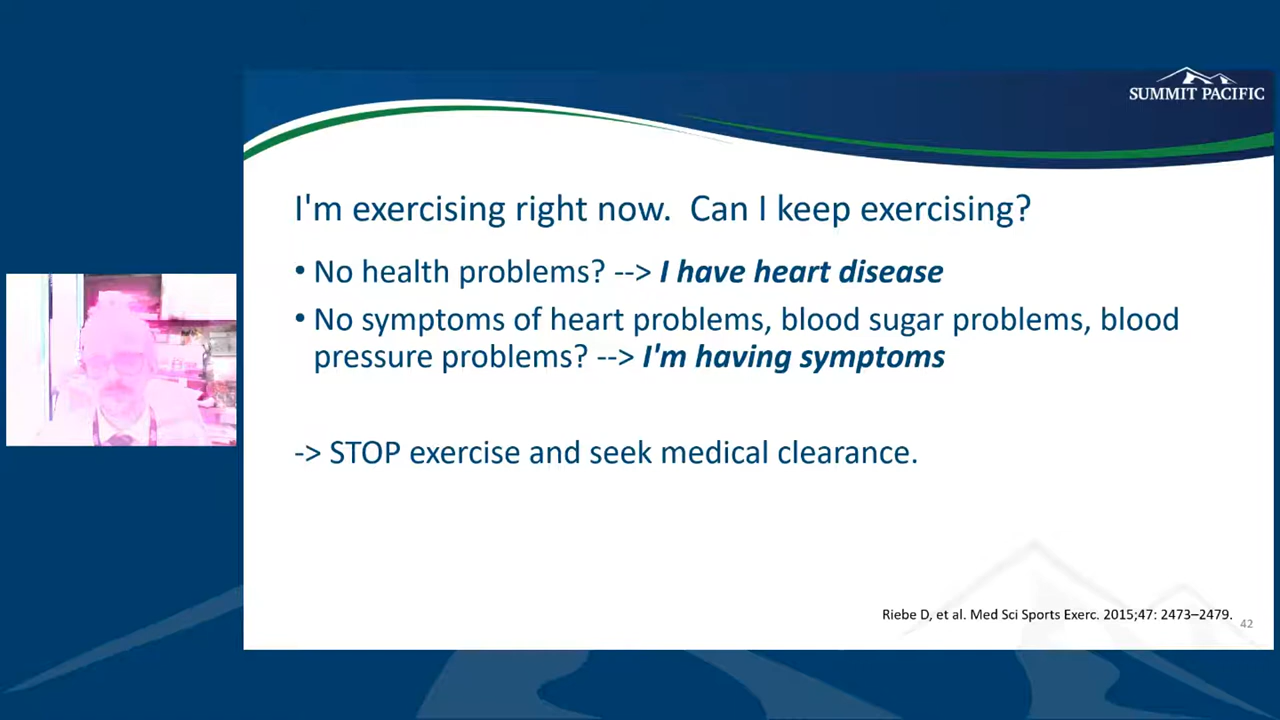 SUMMIT PACIFIC
I'm exercising right now.  Can I keep exercising?
• No health problems? --> I have heart disease
• No symptoms of heart problems, blood sugar problems, blood
pressure problems? --> I'm having symptoms
-> STOP exercise and seek medical clearance.
Riebe D, et al. Med Sci Sports Exerc. 2015;47: 2473–2479.
42